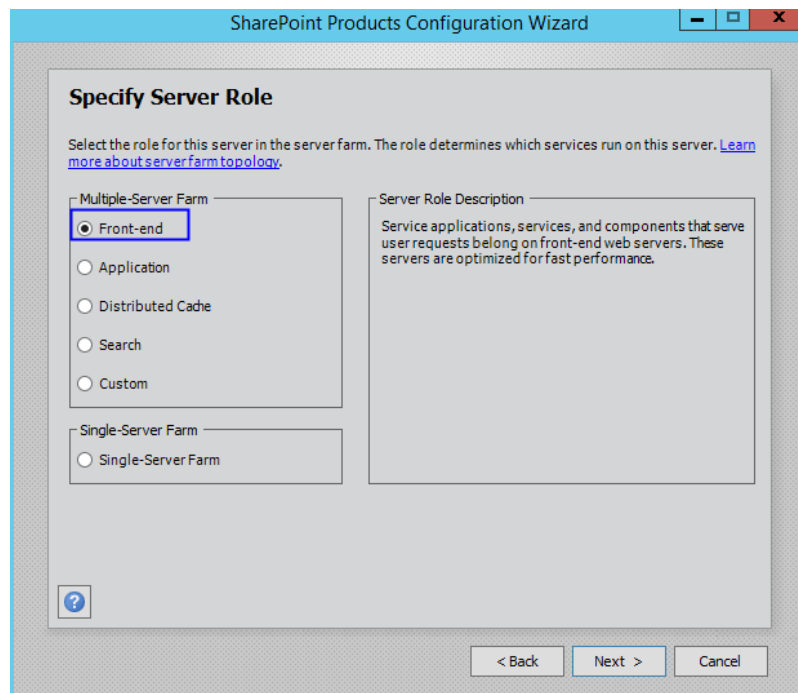 SharePoint Products Configuration Wizard
Specify Server Role
Select the role for this server in the server farm. The role determines which services run on this server. Learn
more about server farm topology.
Multiple-Server Farm
Front-end
Application
Distributed Cache
Search
Custom
Single-Server Farm
Single-Server Farm
Server Role Description
Service applications, services, and components that serve
user requests belong on front-end web servers. These
servers are optimized for fast performance.
?
< Back
Next >
Cancel